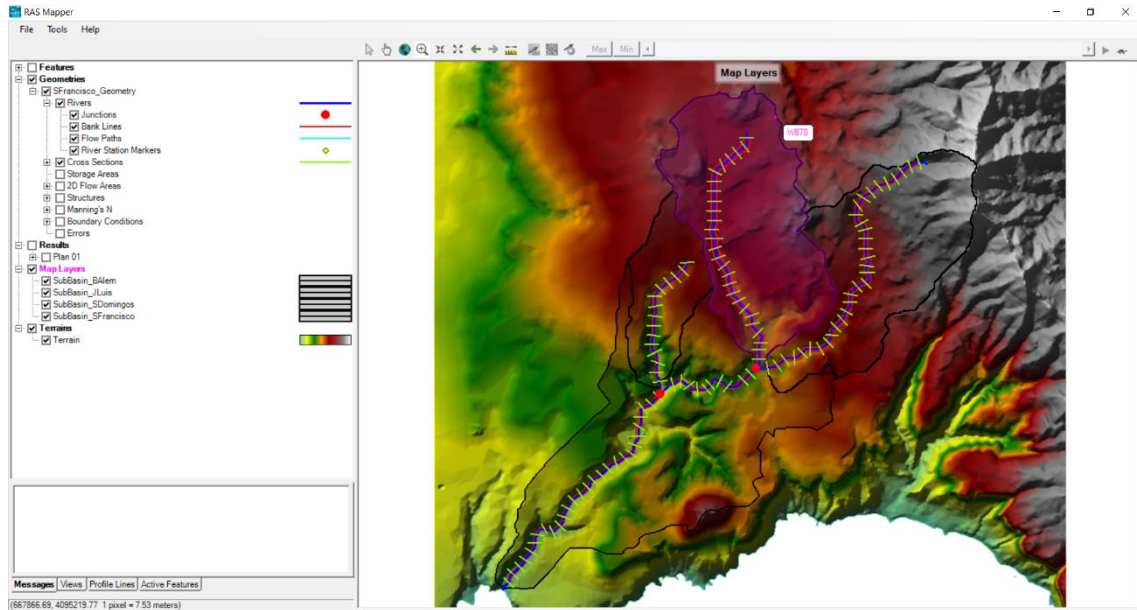 RAS Mapper
File Tools Help
Max Min
Features
Geometries
SFrancisco_Geometry
Rivers
Junctions
Bank Lines
Flow Paths
River Station Markers
Cross Sections
Storage Areas
2D Flow Areas
Structures
Manning's N
Boundary Conditions
Errors
Results
Plan 01
Map Layers
SubBasin_BAlem
SubBasin_JLuis
SubBasin_SDomingos
SubBasin_SFrancisco
Terrains
Terrain
Map Layers
W870
Messages Views Profile Lines Active Features
(667866.69, 4095219.77 1 pixel = 7.53 meters)